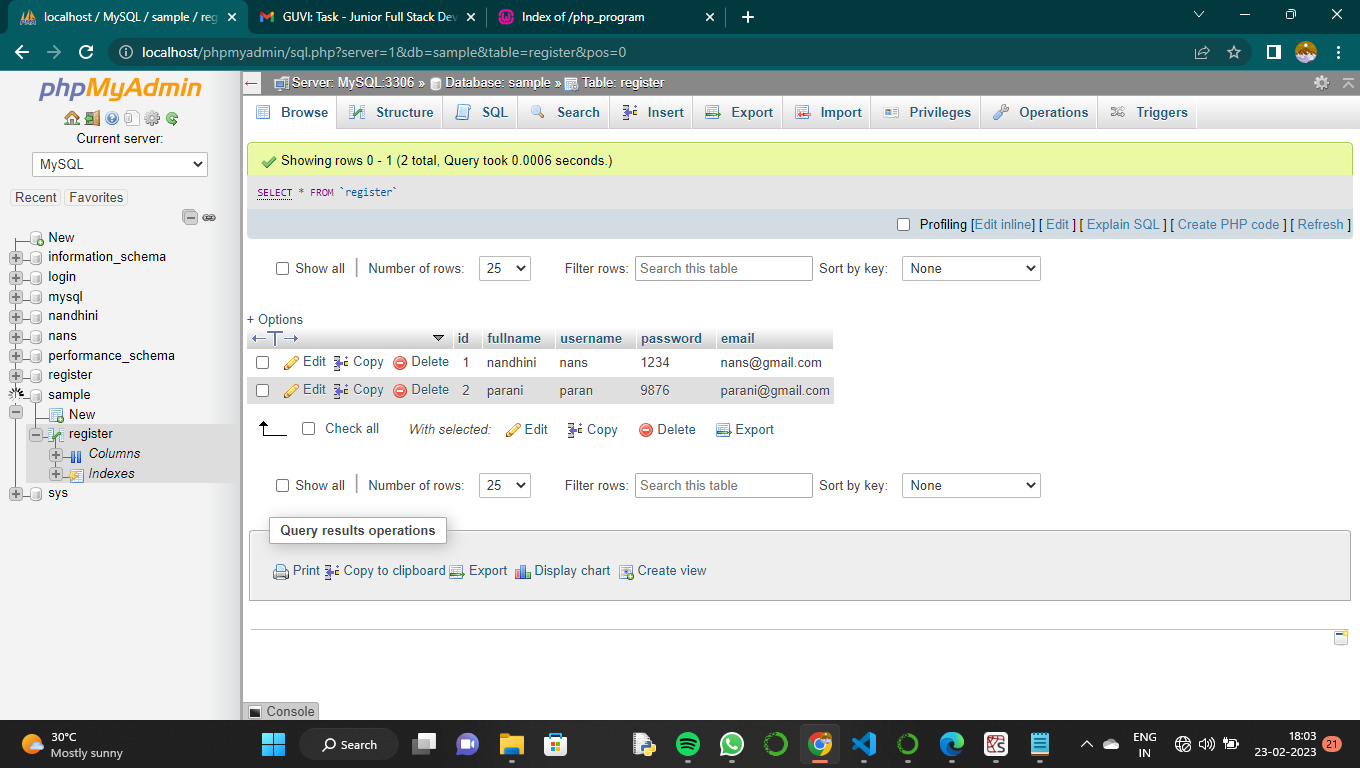 localhost / MySQL / sample / reg
GUVI: Task - Junior Full Stack Dev
Index of /php_program
localhost/phpmyadmin/sql.php?server=1&db=sample&table=register&pos=0
phpMyAdmin
Current server:
MySQL
Recent Favorites
New
information_schema
login
mysql
nandhini
nans
performance_schema
register
sample
New
register
Columns
Indexes
sys
Server: MySQL:3306 » Database: sample » Table: register
Browse Structure SQL Search Insert Export Import Privileges Operations Triggers
Showing rows 0 - 1 (2 total, Query took 0.0006 seconds.)
SELECT * FROM `register`
Profiling [Edit inline] [ Edit ] [ Explain SQL ] [ Create PHP code ] [ Refresh ]
Show all Number of rows: 25 Filter rows: Search this table Sort by key: None
+ Options
←T→ id fullname username password email
Edit Copy Delete 1 nandhini nans 1234 nans@gmail.com
Edit Copy Delete 2 parani paran 9876 parani@gmail.com
Check all With selected: Edit Copy Delete Export
Show all Number of rows: 25 Filter rows: Search this table Sort by key: None
Query results operations
Print Copy to clipboard Export Display chart Create view
Console
30°C
Mostly sunny
Search
ENG
IN
18:03
23-02-2023
21